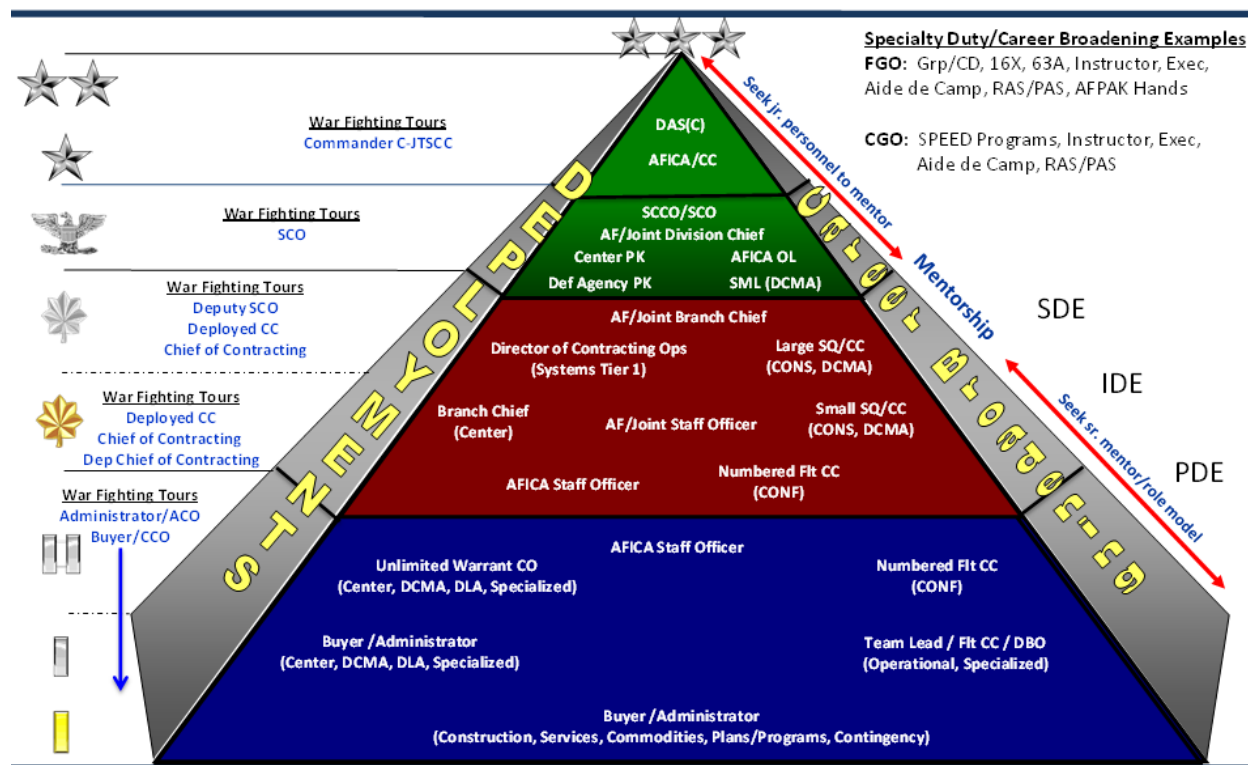 Specialty Duty/Career Broadening Examples
FGO: Grp/CD, 16X, 63A, Instructor, Exec,
Aide de Camp, RAS/PAS, AFPAK Hands
CGO: SPEED Programs, Instructor, Exec,
Aide de Camp, RAS/PAS
War Fighting Tours
Commander C-JTSCC
War Fighting Tours
SCO
War Fighting Tours
Deputy SCO
Deployed CC
Chief of Contracting
War Fighting Tours
Deployed CC
Chief of Contracting
Dep Chief of Contracting
War Fighting Tours
Administrator/ACO
Buyer/CCO
DEPLOYMENTS
DAS(C)
AFICA/CC
SCCO/SCO
AF/Joint Division Chief
Center PK AFICA OL
Def Agency PK SML (DCMA)
AF/Joint Branch Chief
Director of Contracting Ops
(Systems Tier 1)
Large SQ/CC
(CONS, DCMA)
Branch Chief
(Center)
AF/Joint Staff Officer
Small SQ/CC
(CONS, DCMA)
AFICA Staff Officer
Numbered Flt CC
(CONF)
AFICA Staff Officer
Unlimited Warrant CO
(Center, DCMA, DLA, Specialized)
Numbered Flt CC
(CONF)
Buyer /Administrator
(Center, DCMA, DLA, Specialized)
Team Lead / Flt CC / DBO
(Operational, Specialized)
Buyer /Administrator
(Construction, Services, Commodities, Plans/Programs, Contingency)
Career Broadening
Seek jr. personnel to mentor
Mentorship
Seek sr. mentor/role model
SDE
IDE
PDE